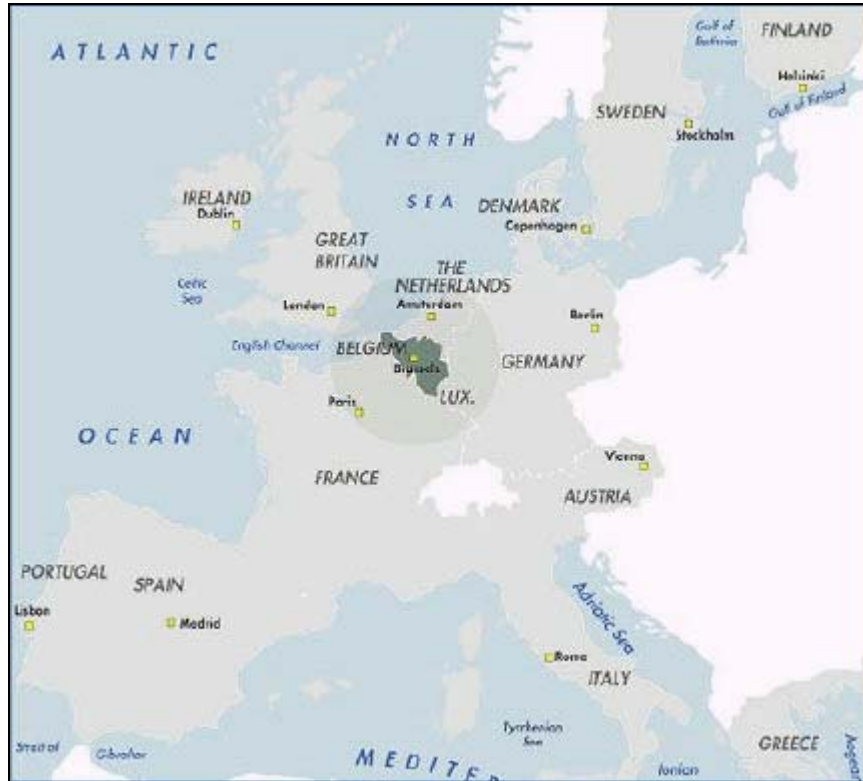 ATLANTIC
Gulf of
Bothnia
FINLAND
Helsinki
Gulf of Finland
SWEDEN
Stockholm
NORTH
SEA
IRELAND
Dublin
DENMARK
Copenhagen
GREAT
BRITAIN
THE
NETHERLANDS
Amsterdam
Celtic
Sea
London
Berlin
English Channel
BELGIUM
Brussels
GERMANY
LUX.
Paris
OCEAN
Vienna
FRANCE
AUSTRIA
PORTUGAL
SPAIN
Lisbon
Madrid
Adriatic Sea
Roma
ITALY
Tyrrhenian
Sea
Strait of
Gibraltar
MEDITER
Ionian
GREECE
Aegea